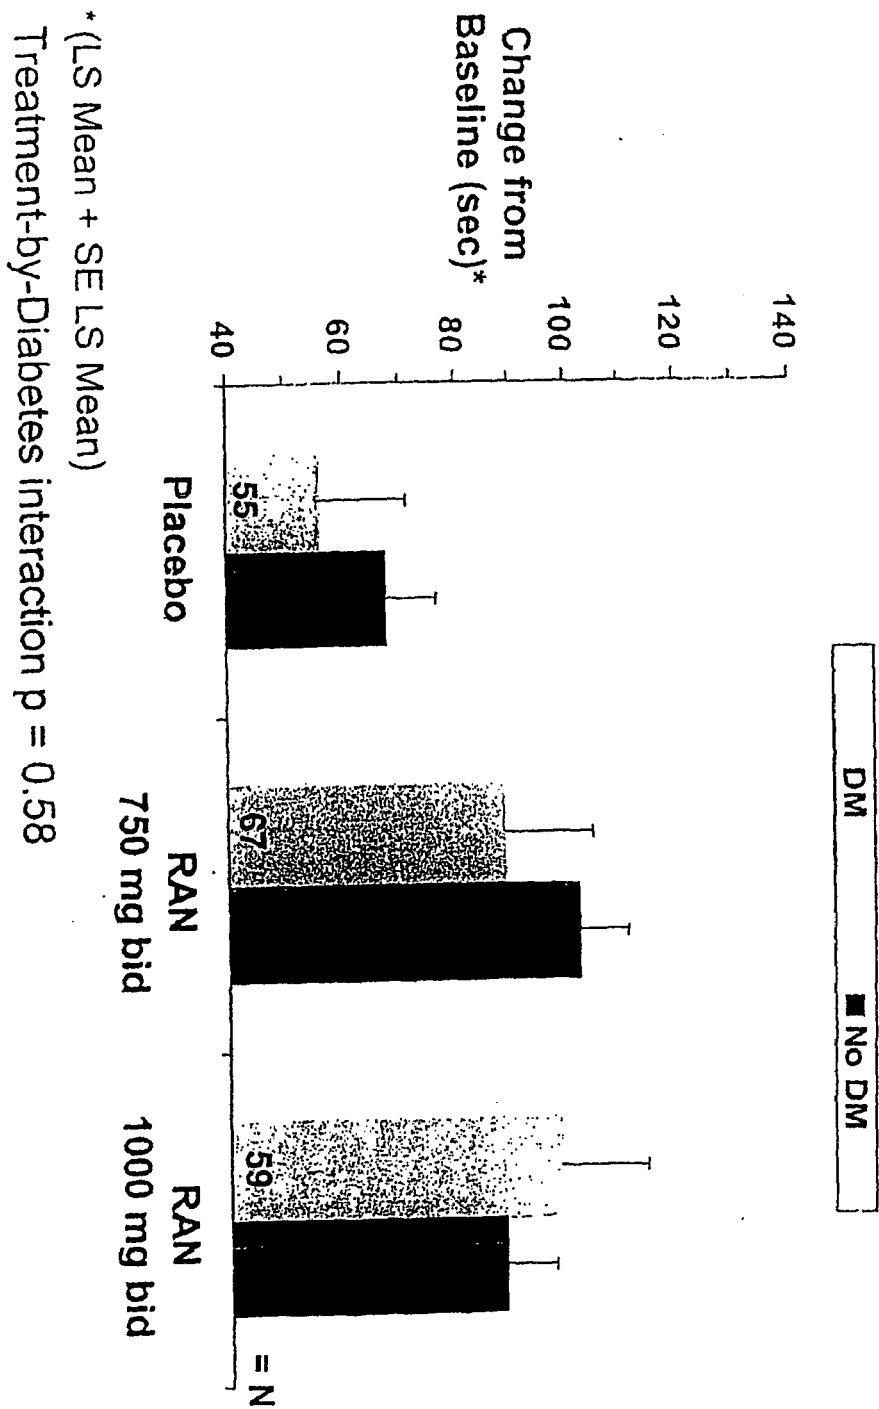 DM ■ No DM
Change from
Baseline (sec)*
140
120
100
80
60
40
55
67
59
= N
Placebo
RAN
750 mg bid
RAN
1000 mg bid
* (LS Mean + SE LS Mean)
Treatment-by-Diabetes interaction p = 0.58